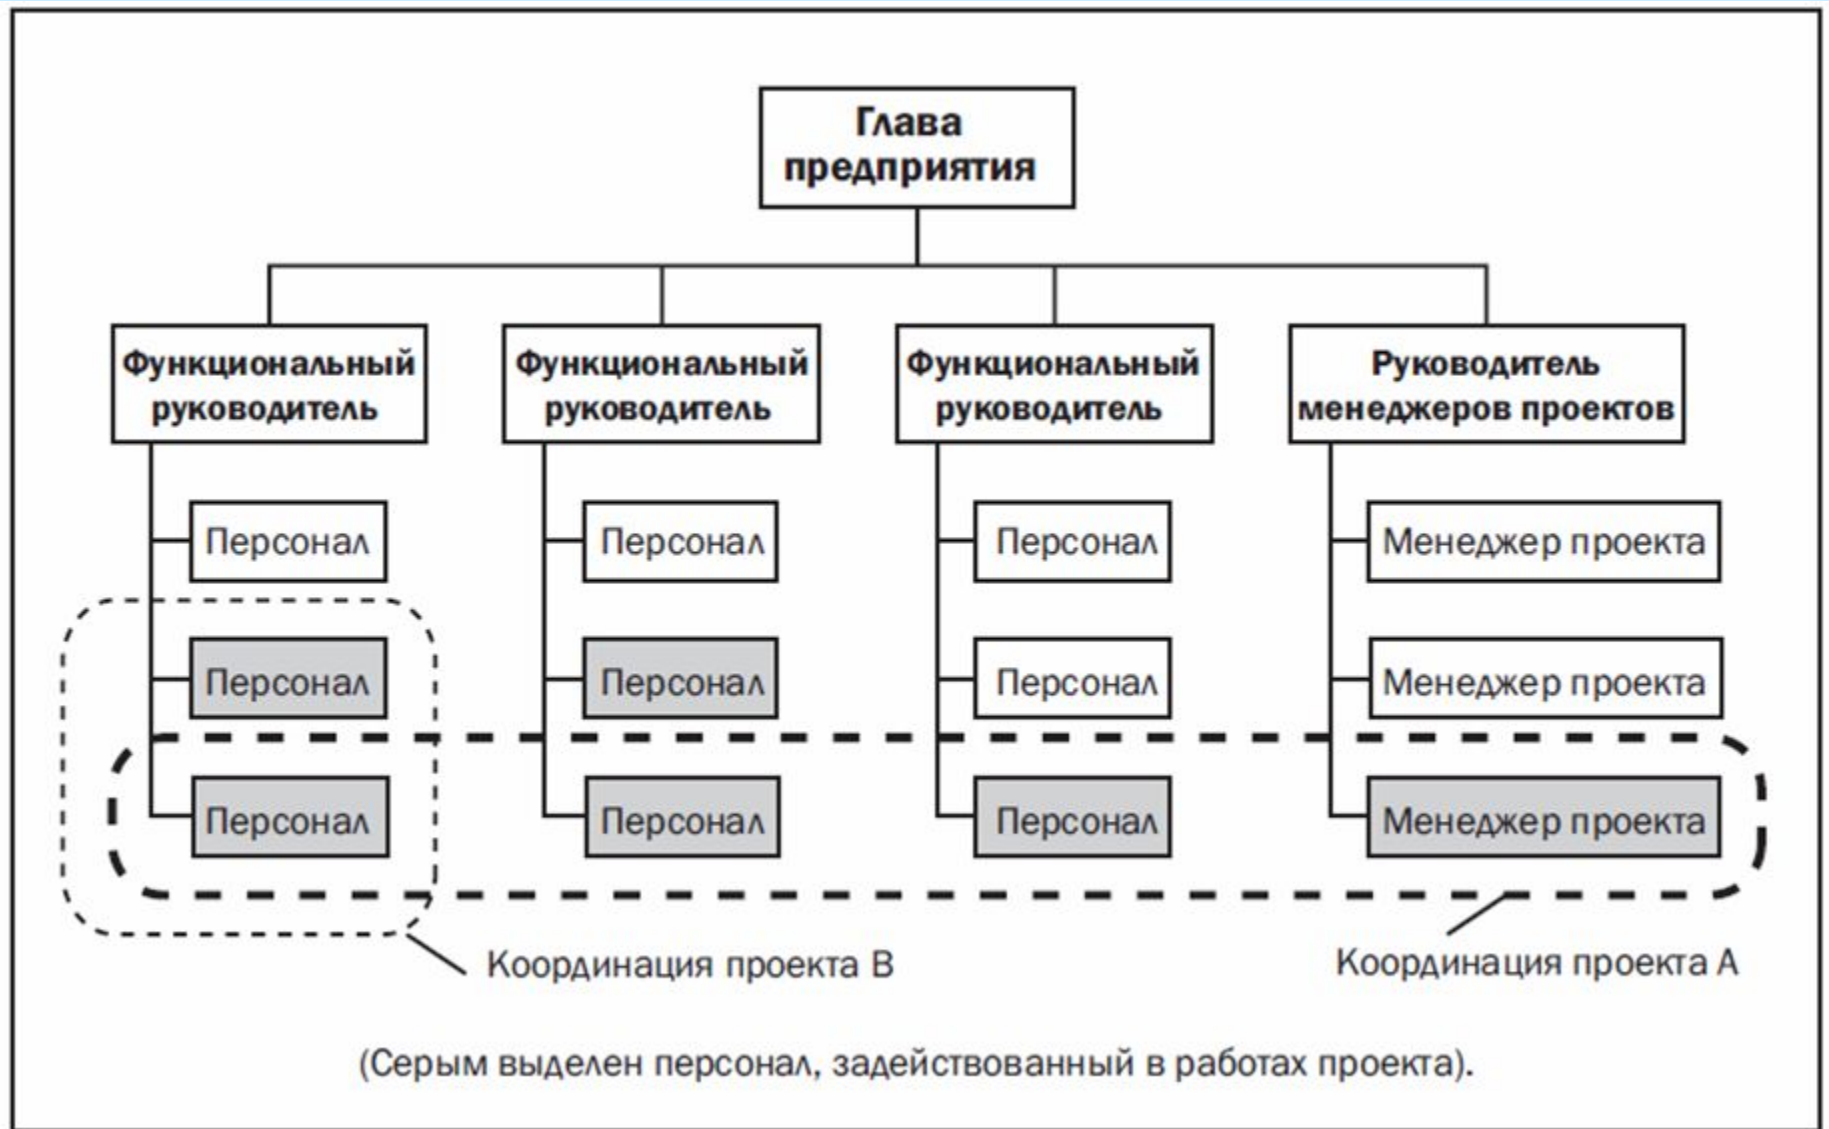 Глава
предприятия
Функциональный
руководитель
Функциональный
руководитель
Функциональный
руководитель
Руководитель
менеджеров проектов
Персонал
Персонал
Персонал
Менеджер проекта
Персонал
Персонал
Персонал
Менеджер проекта
Персонал
Персонал
Персонал
Менеджер проекта
Координация проекта В
Координация проекта А
(Серым выделен персонал, задействованный в работах проекта).